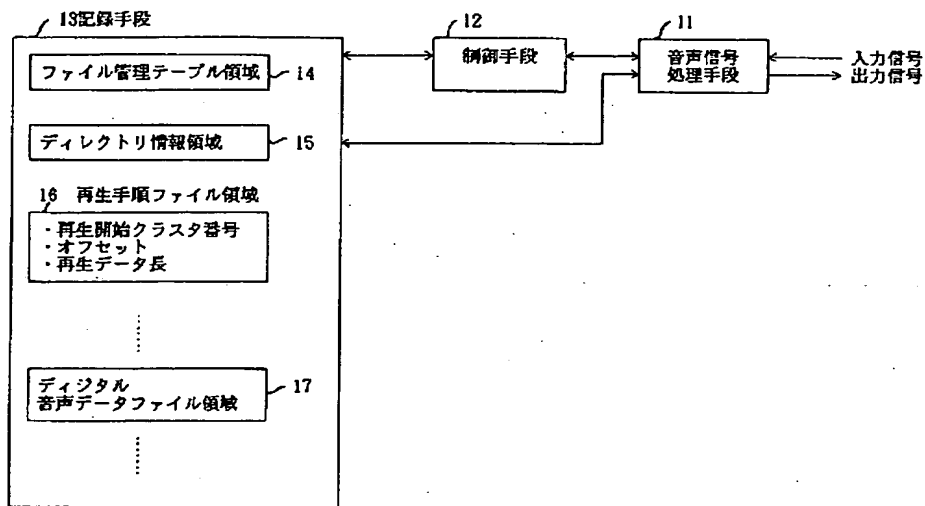 13記録手段
ファイル管理テーブル領域
14
ディレクトリ情報領域
15
16 再生手順ファイル領域
・再生開始クラスタ番号
・オフセット
・再生データ長
ディジタル
音声データファイル領域
17
12
制御手段
11
音声信号
処理手段
入力信号
出力信号